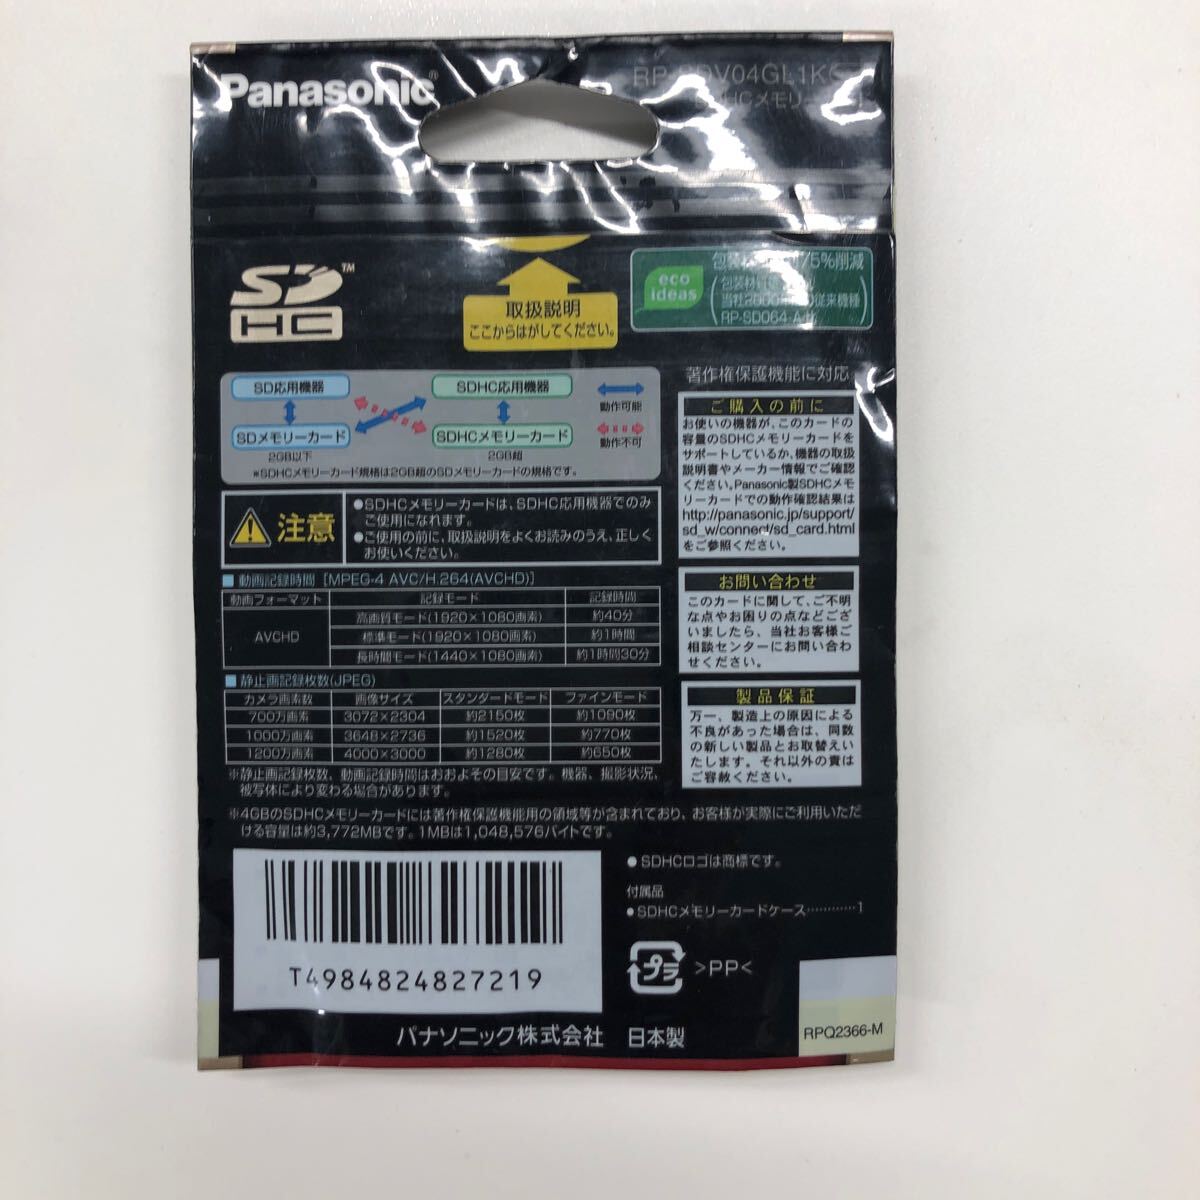 Panasonic
SDHC
取扱説明
ここからはがしてください。
eco
ideas
5%削減
RP-SD064
SD応用機器
SDHC応用機器
動作可能
SDメモリーカード
SDHCメモリーカード
動作不可
2GB以下
2GB超
※SDHCメモリーカード規格は2GB超のSDメモリーカードの規格です。
注意
●SDHCメモリーカードは、SDHC応用機器でのみ
ご使用になれます。
●ご使用の前に、取扱説明をよくお読みのうえ、正しく
お使いください。
■ 動画記録時間 [MPEG-4 AVC/H.264(AVCHD)]
動画フォーマット 記録モード 記録時間
AVCHD
高画質モード(1920×1080画素) 約40分
標準モード(1920×1080画素) 約1時間
長時間モード(1440×1080画素) 約1時間30分
■ 静止画記録枚数(JPEG)
カメラ画素数 画像サイズ スタンダードモード ファインモード
700万画素 3072×2304 約2150枚 約1090枚
1000万画素 3648×2736 約1520枚 約770枚
1200万画素 4000×3000 約1280枚 約650枚
※静止画記録枚数、動画記録時間はおおよその目安です。機器、撮影状況、
被写体により変わる場合があります。
著作権保護機能に対応
ご購入の前に
お使いの機器が、このカードの
容量のSDHCメモリーカードを
サポートしているか、機器の取扱
説明書やメーカー情報でご確認
ください。Panasonic製SDHCメモ
リーカードでの動作確認結果は
http://panasonic.jp/support/
sd_w/connect/sd_card.html
をご参照ください。
お問い合わせ
このカードに関して、ご不明
な点やお困りの点などござ
いましたら、当社お客様ご
相談センターにお問い合わ
せください。
製品保証
万一、製造上の原因による
不良があった場合は、同数
の新しい製品とお取替えい
たします。それ以外の責は
ご容赦ください。
※4GBのSDHCメモリーカードには著作権保護機能用の領域等が含まれており、お客様が実際にご利用いただ
ける容量は約3,772MBです。1MBは1,048,576バイトです。
T4984824827219
● SDHCロゴは商標です。
付属品
● SDHCメモリーカードケース…………1
プラ >PP<
パナソニック株式会社 日本製
RPQ2366-M